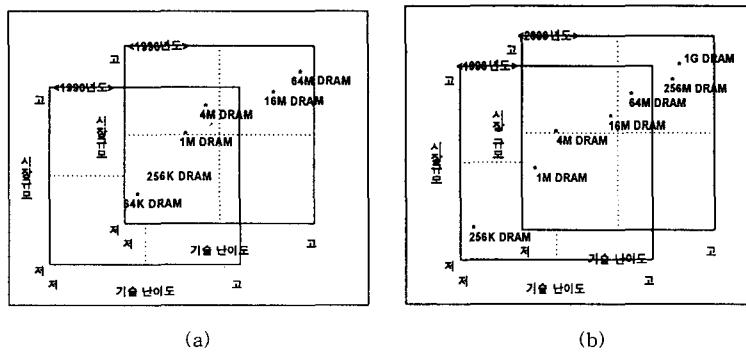 (a)
1996년도
고
1990년도
고
64M DRAM
16M DRAM
4M DRAM
시장규모
1M DRAM
시장규모
256K DRAM
64K DRAM
저
저
기술 난이도
고
저
저
기술 난이도
고
(b)
2000년도
고
1996년도
고
1G DRAM
256M DRAM
64M DRAM
시장 규모
16M DRAM
4M DRAM
시장규모
1M DRAM
256K DRAM
저
저
기술 난이도
고
저
저
기술 난이도
고